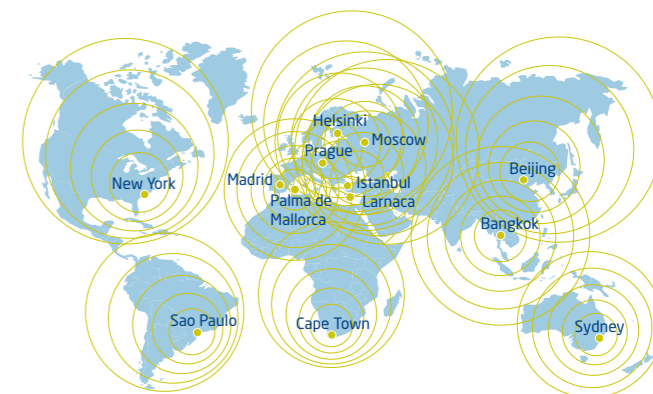 Helsinki
Moscow
Prague
Madrid
Istanbul
Palma de
Mallorca
Larnaca
New York
Beijing
Bangkok
Sao Paulo
Cape Town
Sydney